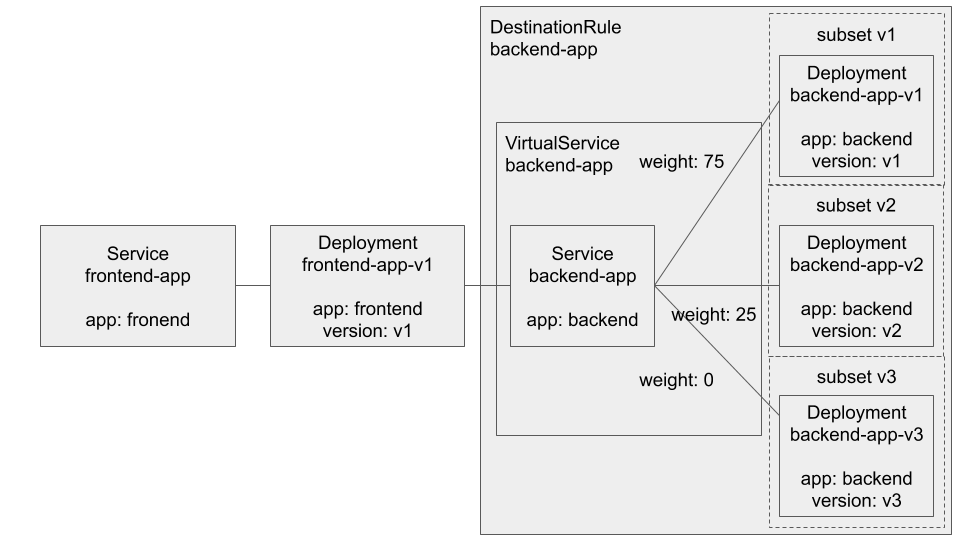 DestinationRule
backend-app
subset v1
Deployment
backend-app-v1
app: backend
version: v1
VirtualService
backend-app
weight: 75
subset v2
Service
frontend-app
app: fronend
Deployment
frontend-app-v1
app: frontend
version: v1
Service
backend-app
app: backend
Deployment
backend-app-v2
app: backend
version: v2
weight: 25
weight: 0
subset v3
Deployment
backend-app-v3
app: backend
version: v3